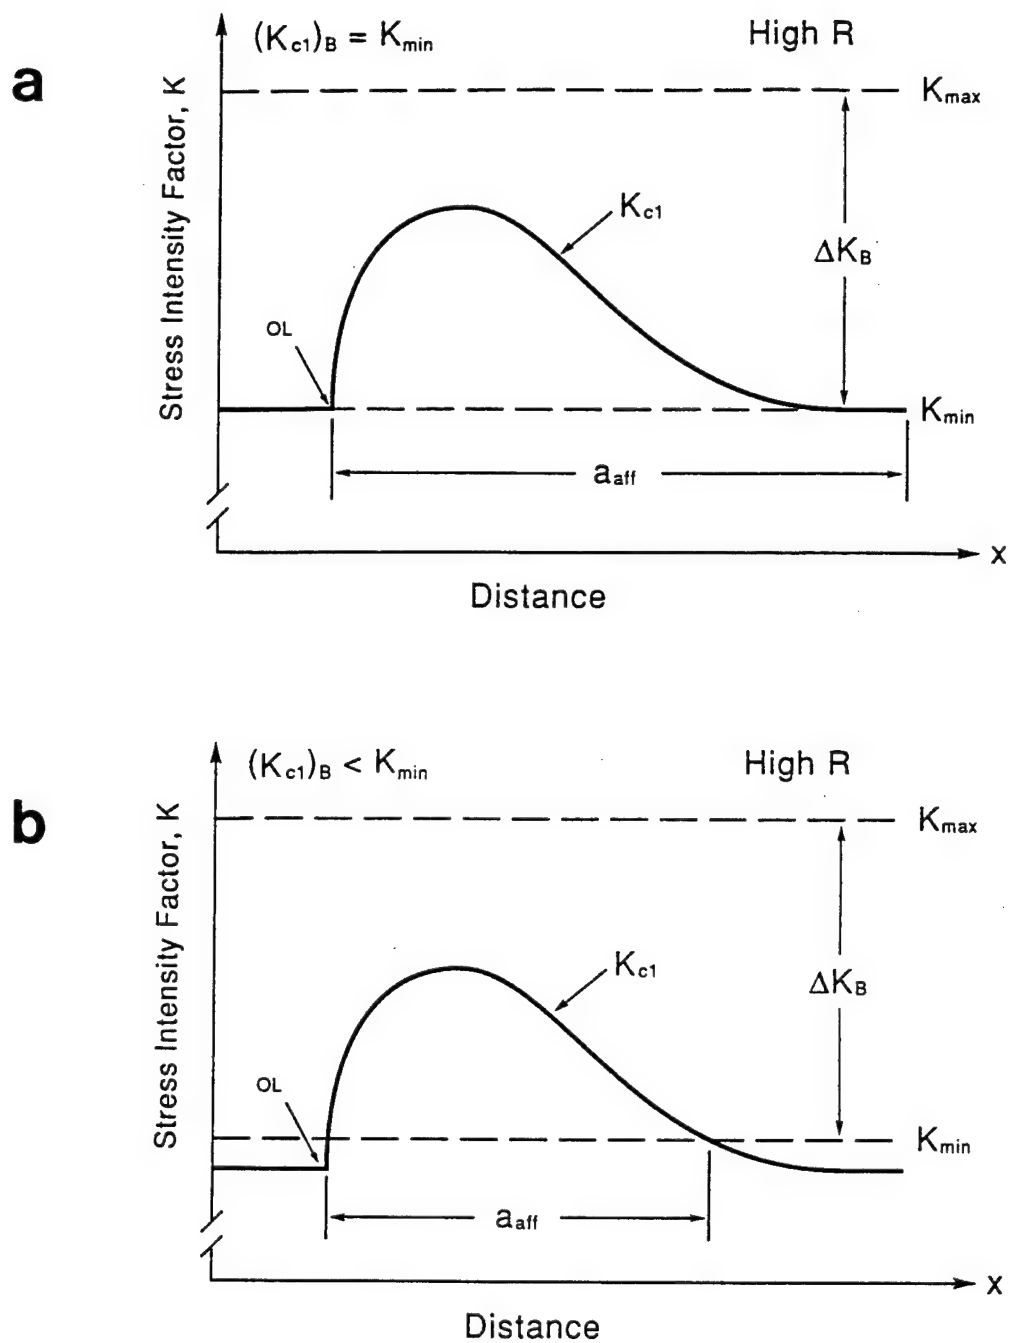 a
(Kc1)B = Kmin
High R
Stress Intensity Factor, K
Kmax
Kc1
ΔKB
OL
Kmin
aaff
x
Distance
b
(Kc1)B < Kmin
High R
Stress Intensity Factor, K
Kmax
Kc1
ΔKB
OL
Kmin
aaff
x
Distance